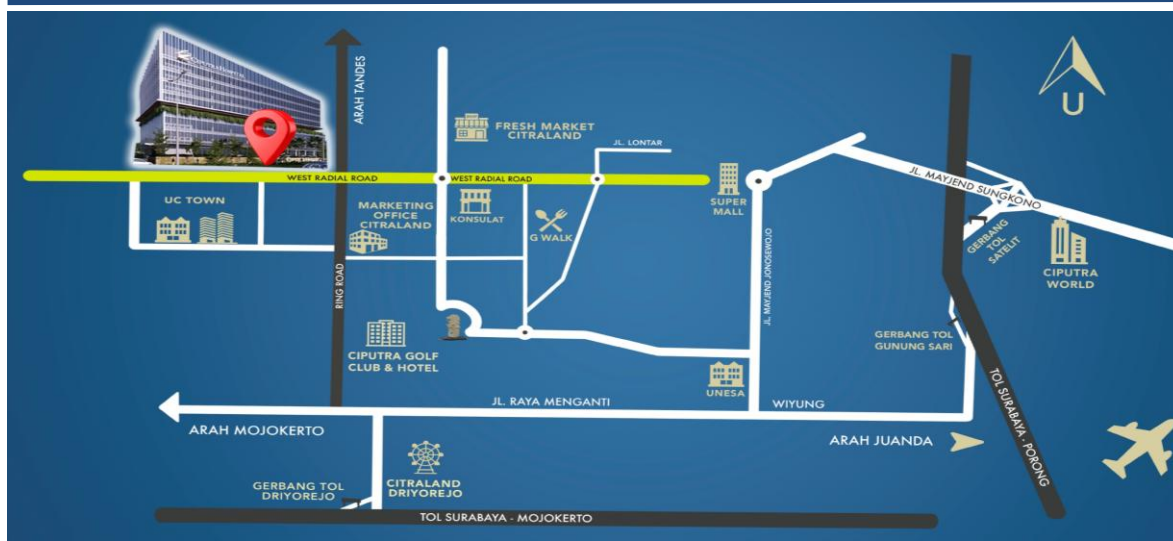 ARAH TANDES
FRESH MARKET
CITRALAND
JL. LONTAR
U
WEST RADIAL ROAD
WEST RADIAL ROAD
UC TOWN
MARKETING
OFFICE
CITRALAND
KONSULAT
G WALK
SUPER
MALL
JL. MAYJEND SUNGKONO
GERBANG
TOL
SATELIT
CIPUTRA
WORLD
RING ROAD
JL. MAYJEND JONOSEWOJO
CIPUTRA GOLF
CLUB & HOTEL
GERBANG TOL
GUNUNG SARI
UNESA
TOL SURABAYA - PORONG
JL. RAYA MENGANTI
WIYUNG
ARAH MOJOKERTO
ARAH JUANDA
GERBANG TOL
DRIYOREJO
CITRALAND
DRIYOREJO
TOL SURABAYA - MOJOKERTO